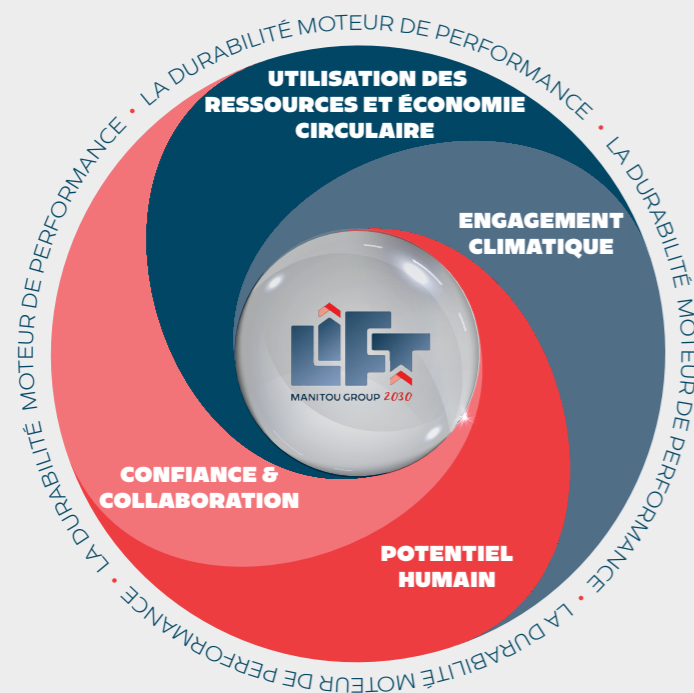 LA DURABILITÉ MOTEUR DE PERFORMANCE • LA DURABILITÉ MOTEUR DE PERFORMANCE • LA DURABILITÉ MOTEUR DE PERFORMANCE • LA DURABILITÉ MOTEUR DE PERFORMANCE •
UTILISATION DES
RESSOURCES ET ÉCONOMIE
CIRCULAIRE
ENGAGEMENT
CLIMATIQUE
LIFT
MANITOU GROUP 2030
CONFIANCE &
COLLABORATION
POTENTIEL
HUMAIN